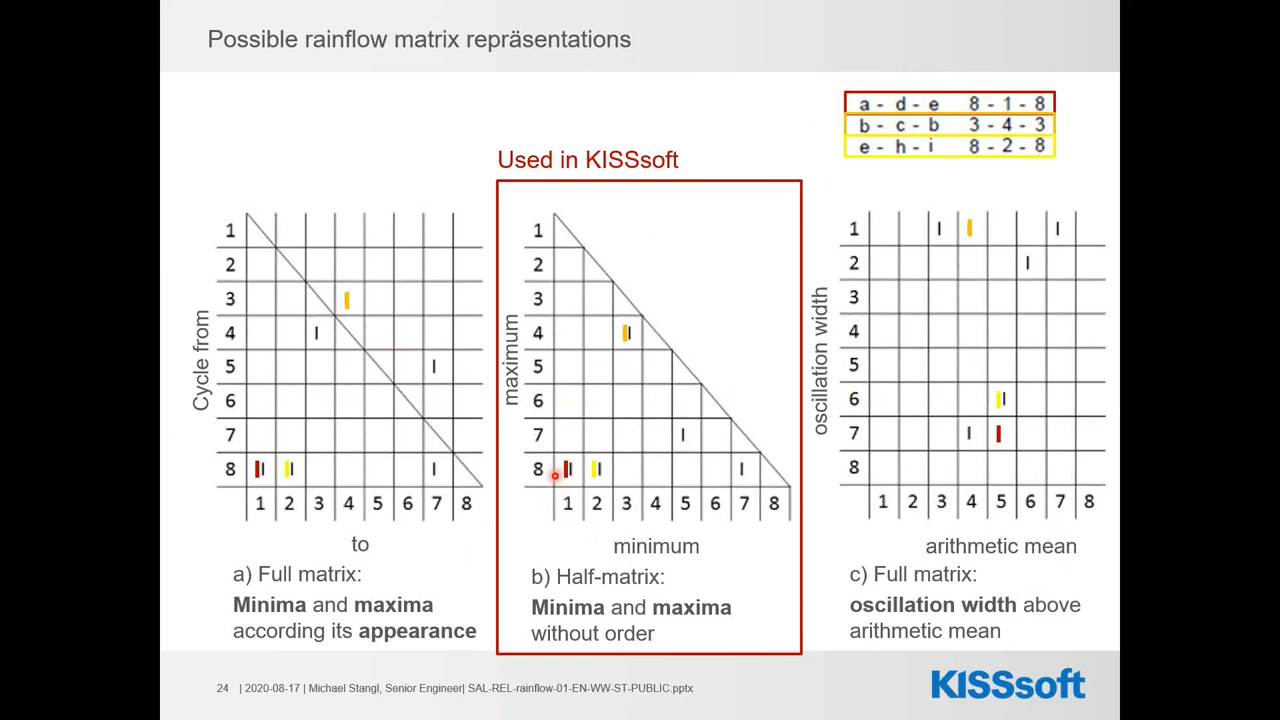 Possible rainflow matrix repräsentations
a - d - e 8 - 1 - 8
b - c - b 3 - 4 - 3
e - h - i 8 - 2 - 8
Used in KISSsoft
Cycle from
1
2
3
4
5
6
7
8
1 2 3 4 5 6 7 8
to
a) Full matrix:
Minima and maxima
according its appearance
maximum
1
2
3
4
5
6
7
8
1 2 3 4 5 6 7 8
minimum
b) Half-matrix:
Minima and maxima
without order
oscillation width
1
2
3
4
5
6
7
8
1 2 3 4 5 6 7 8
arithmetic mean
c) Full matrix:
oscillation width above
arithmetic mean
24 | 2020-08-17 | Michael Stangl, Senior Engineer| SAL-REL-rainflow-01-EN-WW-ST-PUBLIC.pptx
KISSsoft